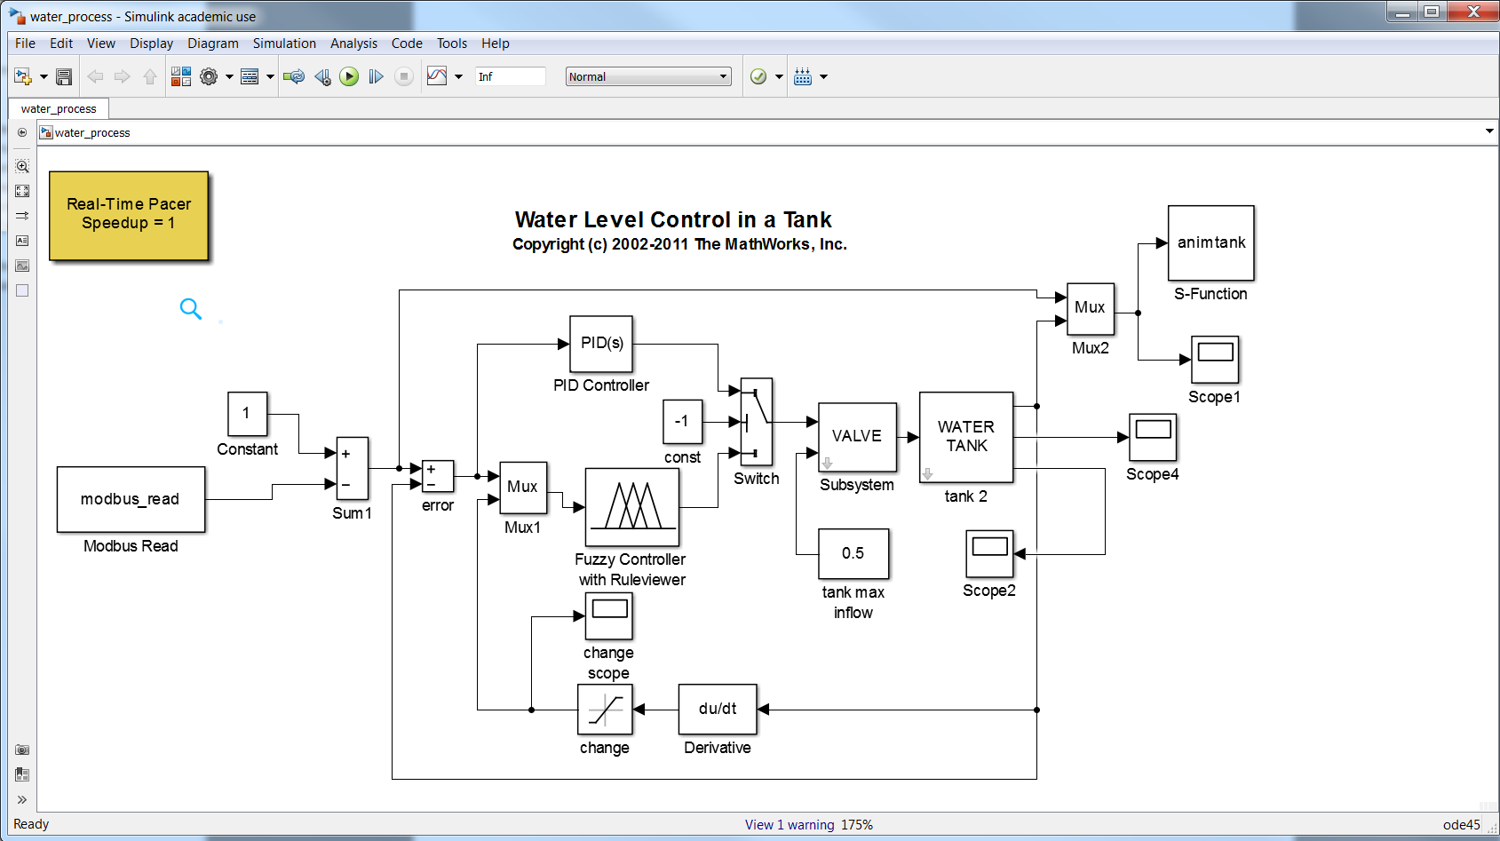 water_process - Simulink academic use
File Edit View Display Diagram Simulation Analysis Code Tools Help
Inf
Normal
water_process
water_process
Real-Time Pacer
Speedup = 1
Water Level Control in a Tank
Copyright (c) 2002-2011 The MathWorks, Inc.
animtank
S-Function
Mux
Mux2
Scope1
PID(s)
PID Controller
1
Constant
-1
const
Switch
VALVE
Subsystem
WATER
TANK
tank 2
Scope4
modbus_read
Modbus Read
+
−
Sum1
+
−
error
Mux
Mux1
Fuzzy Controller
with Ruleviewer
0.5
tank max
inflow
Scope2
change
scope
change
du/dt
Derivative
Ready
View 1 warning 175%
ode45